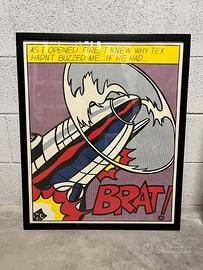 AS I OPENED FIRE, I KNEW WHY TEX
HADN'T BUZZED ME... IF HE HAD...
BRAT!